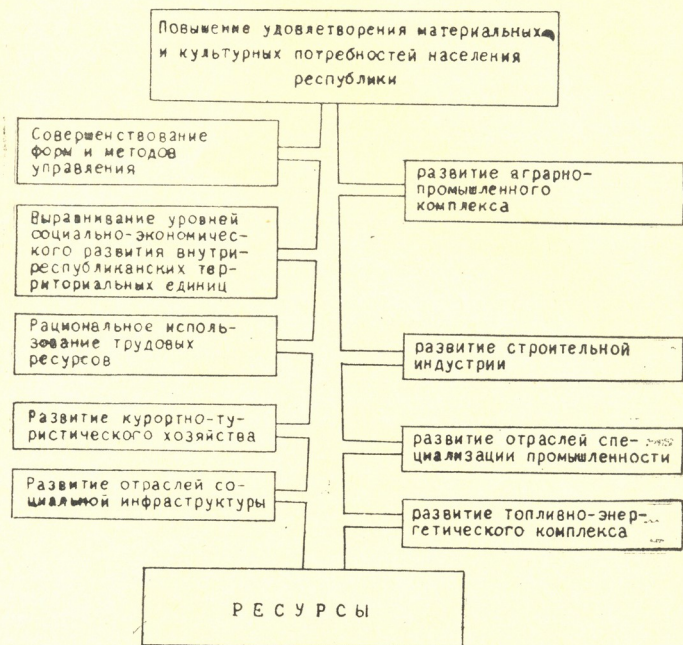 Повышение удовлетворения материальных
и культурных потребностей населения
республики
Совершенствование
форм и методов
управления
Выравнивание уровней
социально-экономичес-
кого развития внутри-
республиканских тер-
риториальных единиц
Рациональное исполь-
зование трудовых
ресурсов
Развитие курортно-ту-
ристического хозяйства
Развитие отраслей со-
циальной инфраструктуры
развитие аграрно-
промышленного
комплекса
развитие строительной
индустрии
развитие отраслей спе-
циализации промышленности
развитие топливно-энер-
гетического комплекса
РЕСУРСЫ